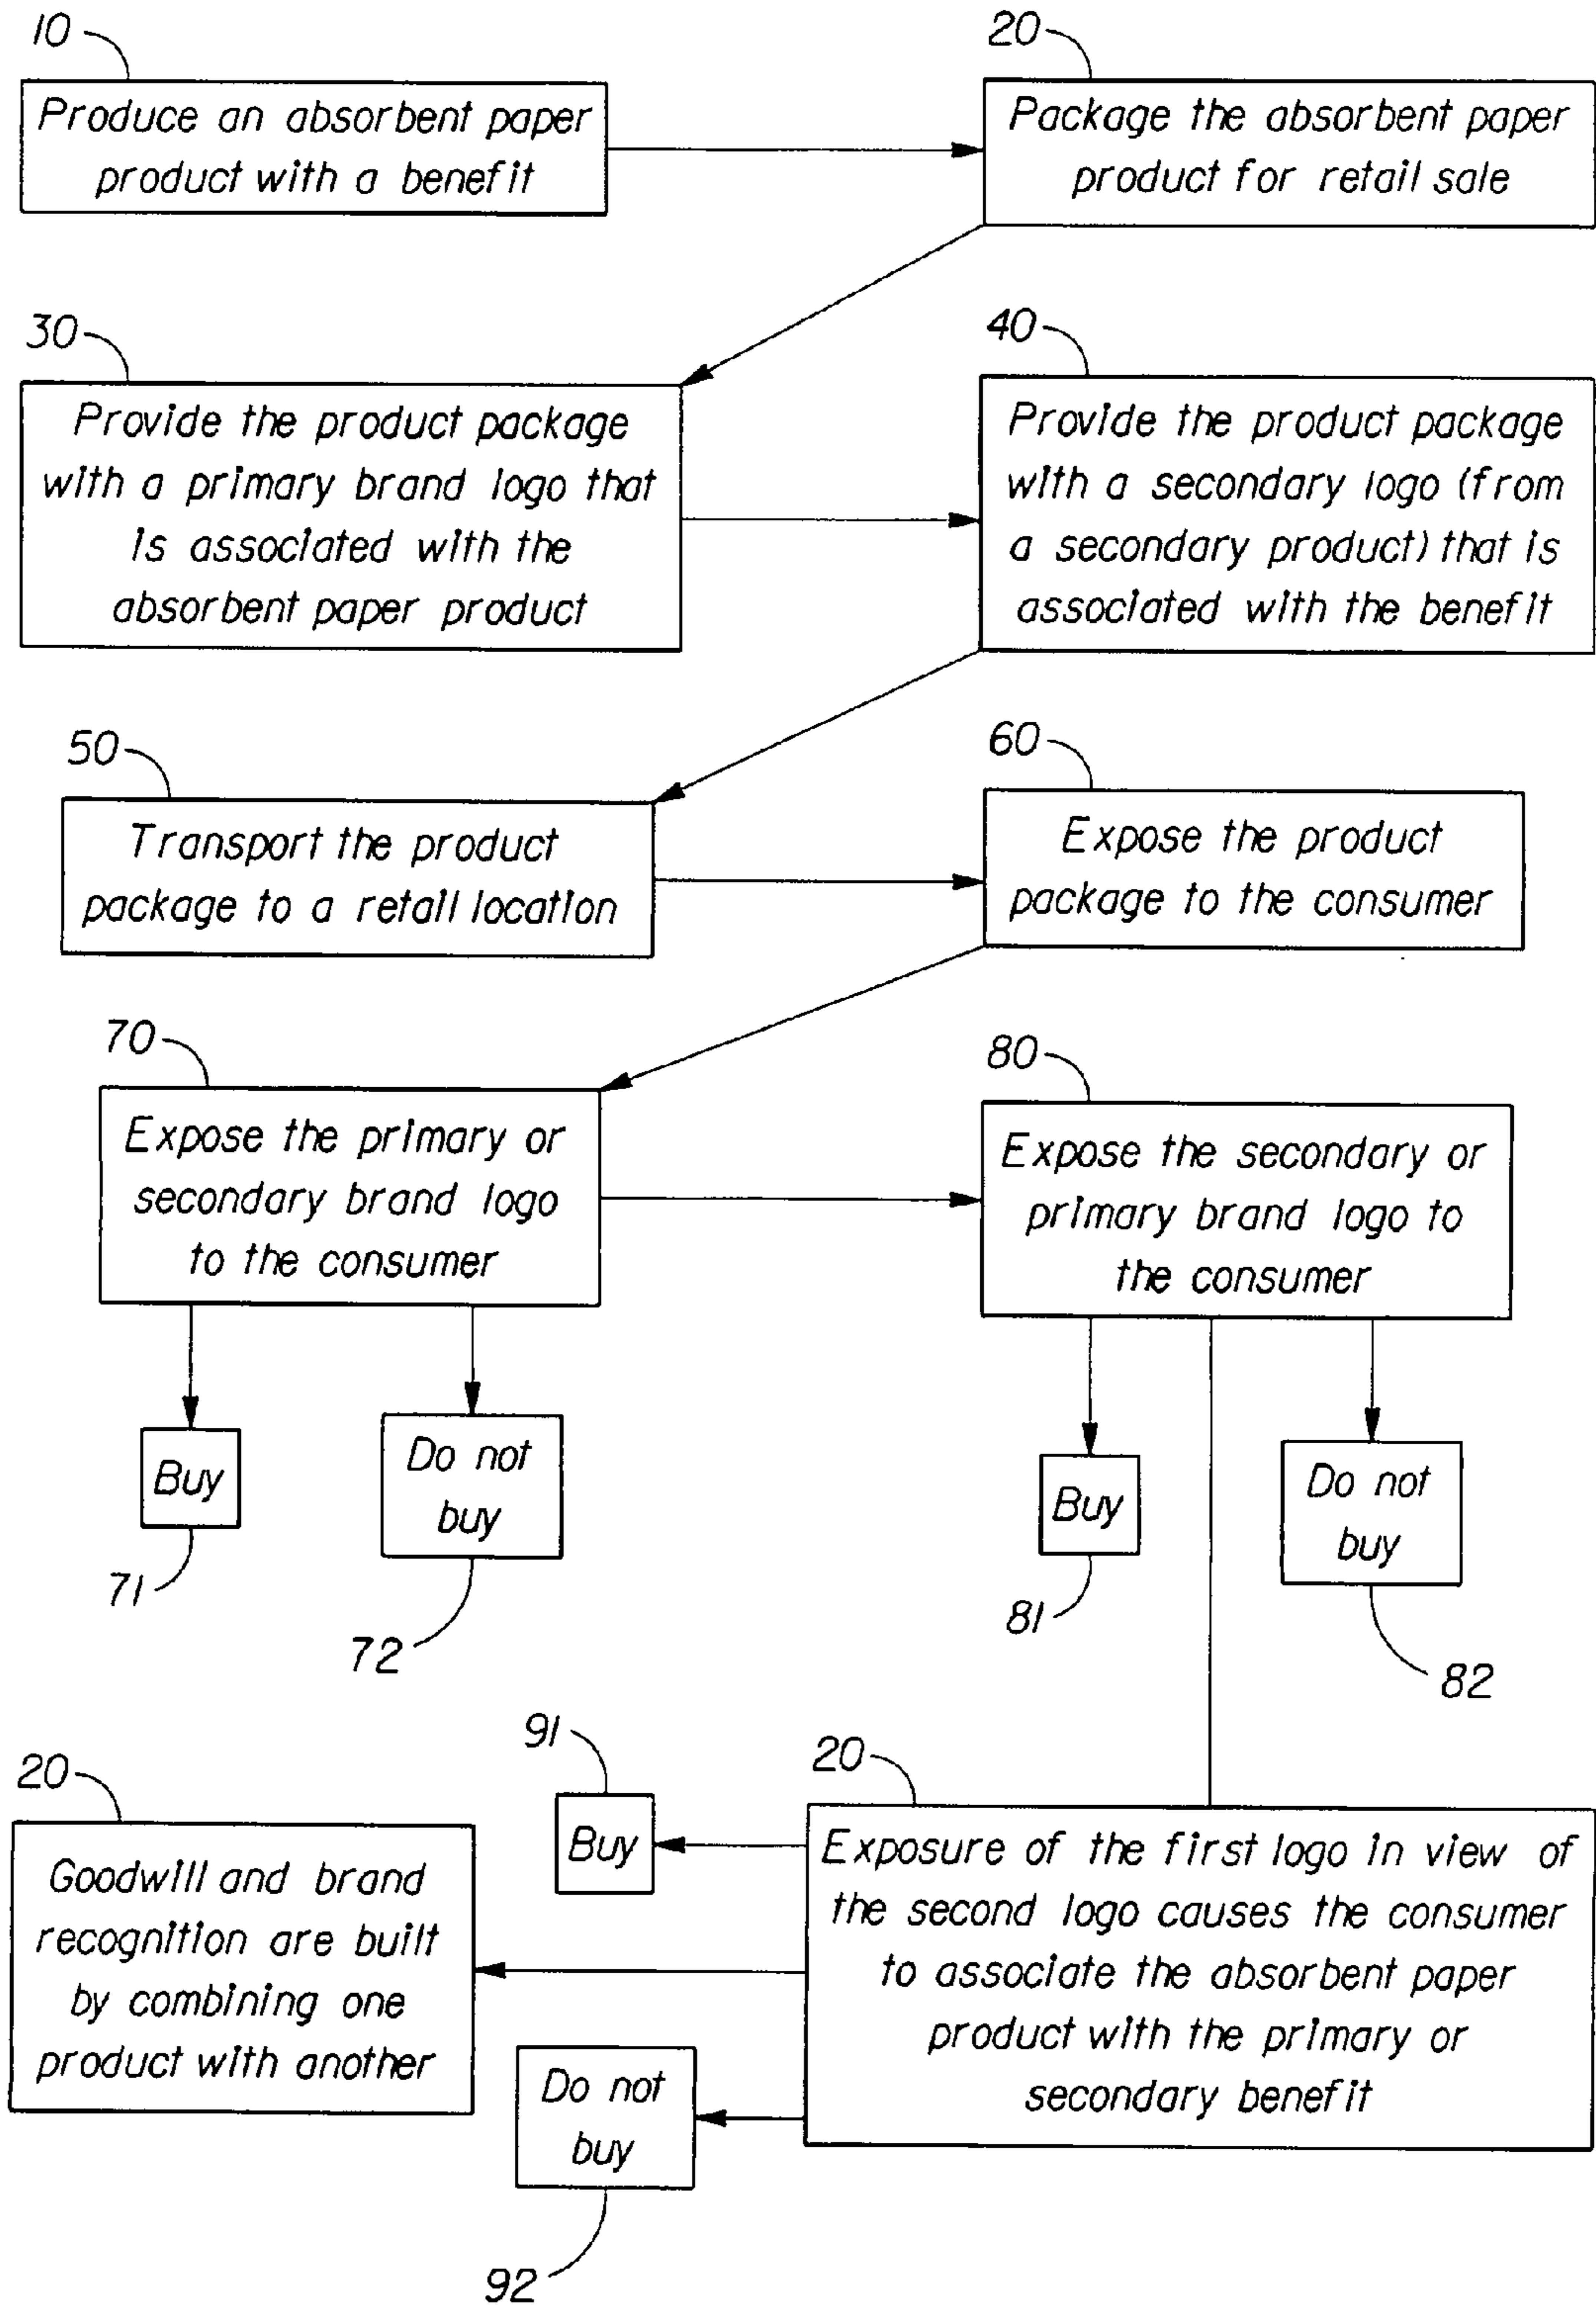 10
Produce an absorbent paper
product with a benefit
20
Package the absorbent paper
product for retail sale
30
Provide the product package
with a primary brand logo that
is associated with the
absorbent paper product
40
Provide the product package
with a secondary logo (from
a secondary product) that is
associated with the benefit
50
Transport the product
package to a retail location
60
Expose the product
package to the consumer
70
Expose the primary or
secondary brand logo
to the consumer
80
Expose the secondary or
primary brand logo to
the consumer
Buy
71
Do not
buy
72
Buy
81
Do not
buy
82
20
Exposure of the first logo in view of
the second logo causes the consumer
to associate the absorbent paper
product with the primary or
secondary benefit
91
Buy
20
Goodwill and brand
recognition are built
by combining one
product with another
Do not
buy
92